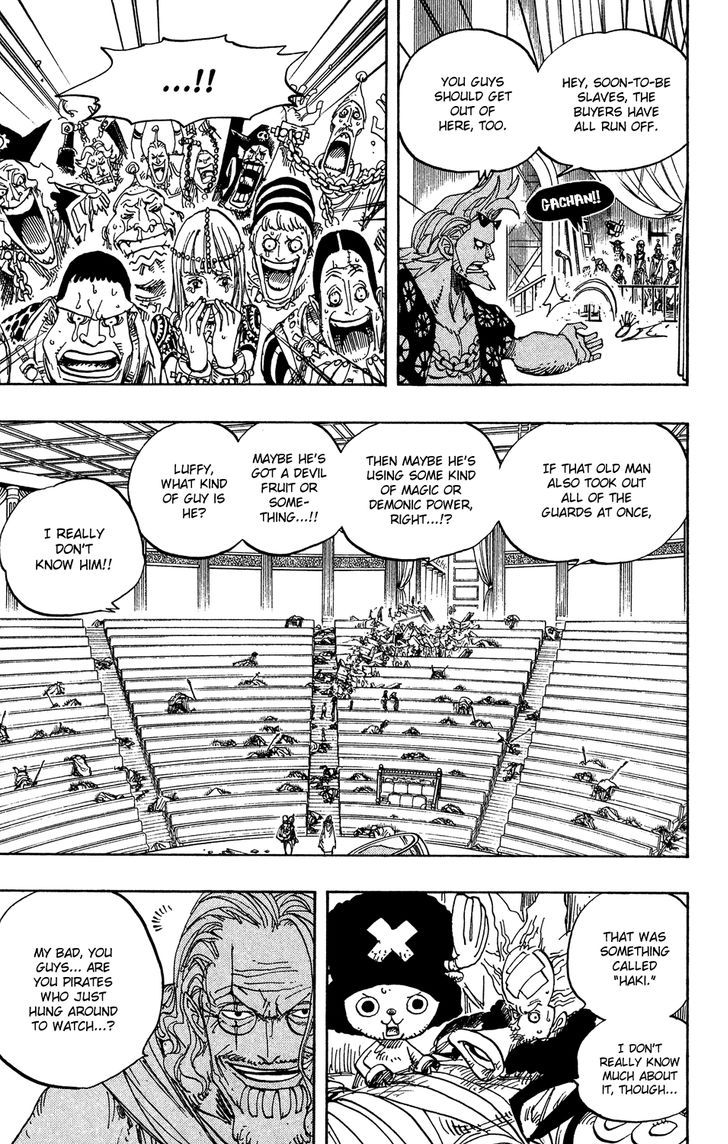 HEY, SOON-TO-BE
SLAVES, THE
BUYERS HAVE
ALL RUN OFF.
YOU GUYS
SHOULD GET
OUT OF
HERE, TOO.
GACHAN!!
...!!
IF THAT OLD MAN
ALSO TOOK OUT
ALL OF THE
GUARDS AT ONCE,
THEN MAYBE HE'S
USING SOME KIND
OF MAGIC OR
DEMONIC POWER,
RIGHT...!?
MAYBE HE'S
GOT A DEVIL
FRUIT OR
SOME-
THING...!!
LUFFY,
WHAT KIND
OF GUY IS
HE?
I REALLY
DON'T
KNOW HIM!!
THAT WAS
SOMETHING
CALLED
"HAKI."
I DON'T
REALLY KNOW
MUCH ABOUT
IT, THOUGH...
MY BAD, YOU
GUYS... ARE
YOU PIRATES
WHO JUST
HUNG AROUND
TO WATCH...?